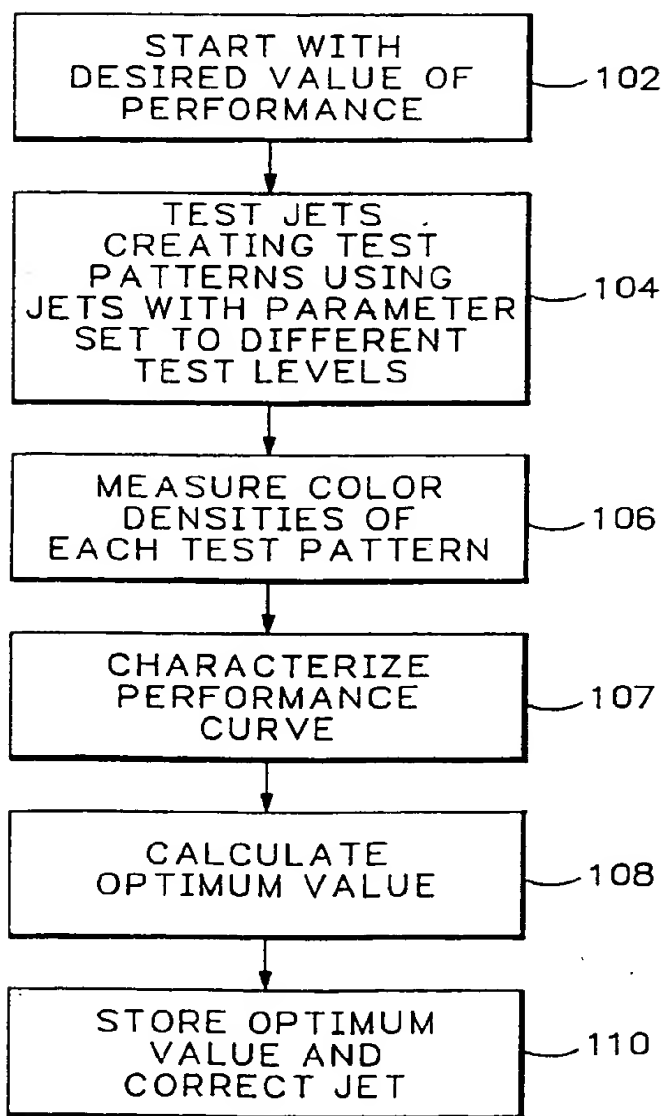 START WITH
DESIRED VALUE OF
PERFORMANCE
102
TEST JETS
CREATING TEST
PATTERNS USING
JETS WITH PARAMETER
SET TO DIFFERENT
TEST LEVELS
104
MEASURE COLOR
DENSITIES OF
EACH TEST PATTERN
106
CHARACTERIZE
PERFORMANCE
CURVE
107
CALCULATE
OPTIMUM VALUE
108
STORE OPTIMUM
VALUE AND
CORRECT JET
110